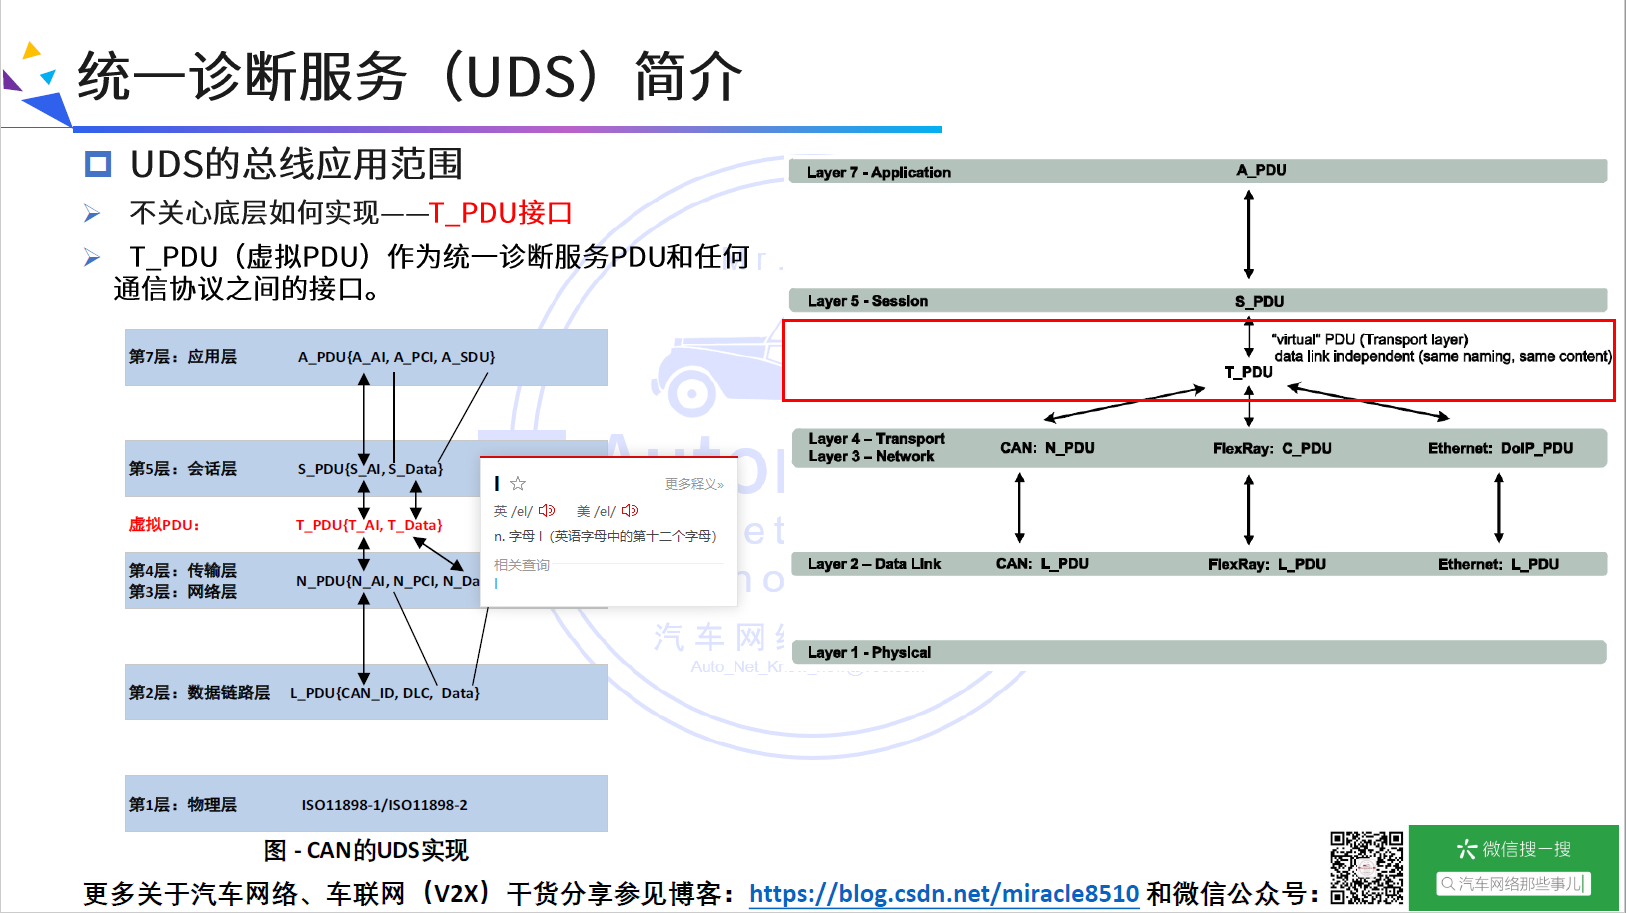 统一诊断服务（UDS）简介
UDS的总线应用范围
不关心底层如何实现——T_PDU接口
T_PDU（虚拟PDU）作为统一诊断服务PDU和任何
通信协议之间的接口。
第7层：应用层 A_PDU{A_AI, A_PCI, A_SDU}
第5层：会话层 S_PDU{S_AI, S_Data}
虚拟PDU： T_PDU{T_AI, T_Data}
第4层：传输层
第3层：网络层
N_PDU{N_AI, N_PCI, N_Da
第2层：数据链路层 L_PDU{CAN_ID, DLC, Data}
第1层：物理层 ISO11898-1/ISO11898-2
图 - CAN的UDS实现
l 更多释义»
英 /el/ 美 /el/
n. 字母 l（英语字母中的第十二个字母）
相关查询
l
汽车网
Layer 7 - Application A_PDU
Layer 5 - Session S_PDU
"virtual" PDU (Transport layer)
data link independent (same naming, same content)
T_PDU
Layer 4 – Transport
Layer 3 – Network
CAN: N_PDU FlexRay: C_PDU Ethernet: DoIP_PDU
Layer 2 – Data Link CAN: L_PDU FlexRay: L_PDU Ethernet: L_PDU
Layer 1 - Physical
更多关于汽车网络、车联网（V2X）干货分享参见博客：https://blog.csdn.net/miracle8510 和微信公众号：
微信搜一搜
汽车网络那些事儿